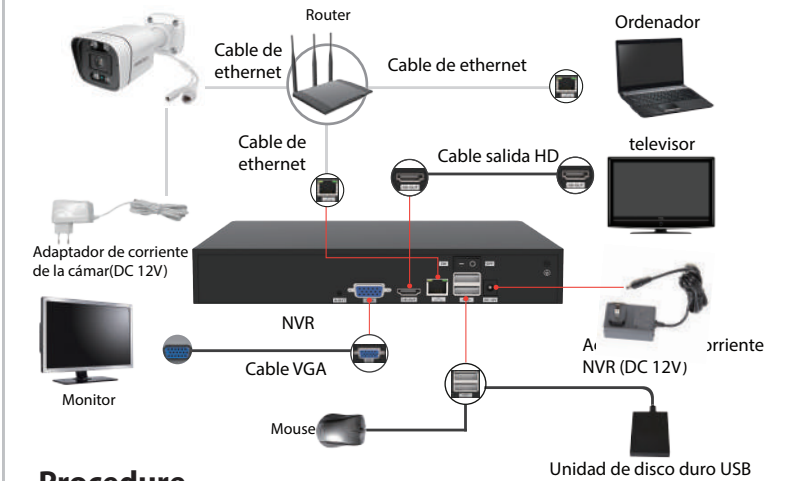 Router
Ordenador
Cable de
ethernet
Cable de ethernet
Cable de
ethernet
Cable salida HD
televisor
Adaptador de corriente
de la cámar(DC 12V)
NVR
NVR (DC 12V)
Cable VGA
Monitor
Mouse
Unidad de disco duro USB
Procedure